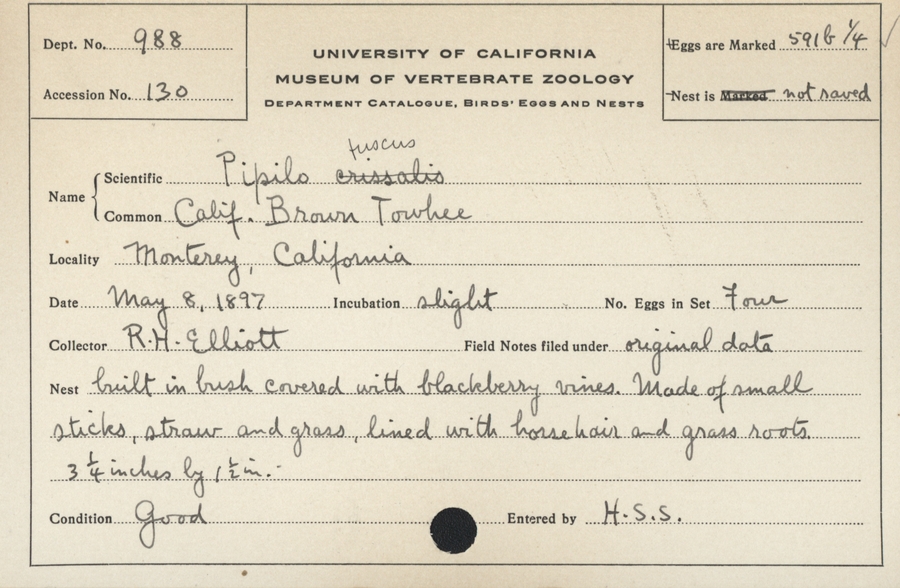 Dept. No. 988
Accession No. 130
UNIVERSITY OF CALIFORNIA
MUSEUM OF VERTEBRATE ZOOLOGY
DEPARTMENT CATALOGUE, BIRDS' EGGS AND NESTS
Eggs are Marked 591b 1/4 ✓
Nest is Marked not saved
fuscus
Name Scientific Pipilo crissalis
Common Calif. Brown Towhee
Locality Monterey, California
Date May 8, 1897 Incubation slight No. Eggs in Set Four
Collector R.H. Elliott Field Notes filed under original data
Nest built in bush covered with blackberry vines. Made of small
sticks, straw and grass, lined with horsehair and grass roots.
3 1/4 inches by 1 1/2 in.
Condition Good Entered by H.S.S.